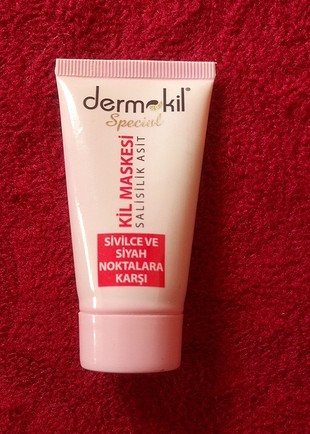 dermokil®
Special
KİL MASKESİ
SALİSİLİK ASİT
SİVİLCE VE
SİYAH
NOKTALARA
KARŞI